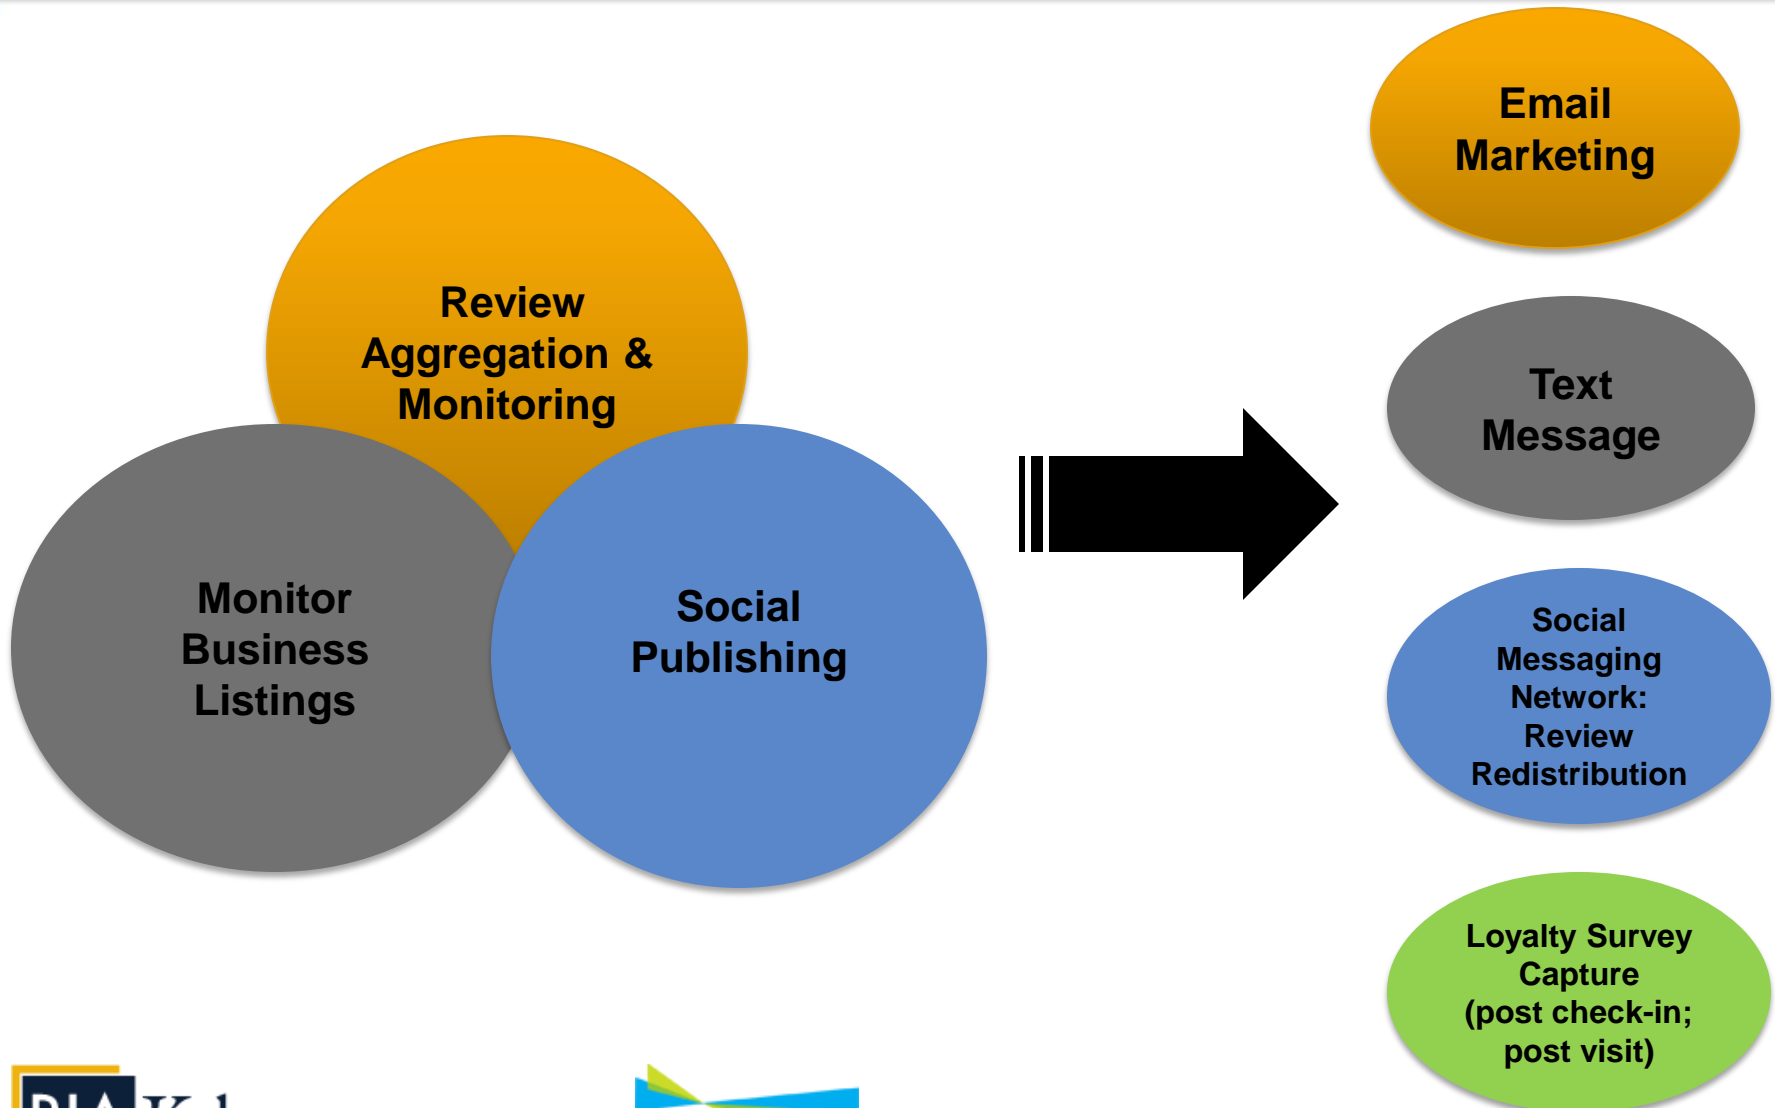 Review
Aggregation &
Monitoring
Monitor
Business
Listings
Social
Publishing
Email
Marketing
Text
Message
Social
Messaging
Network:
Review
Redistribution
Loyalty Survey
Capture
(post check-in;
post visit)